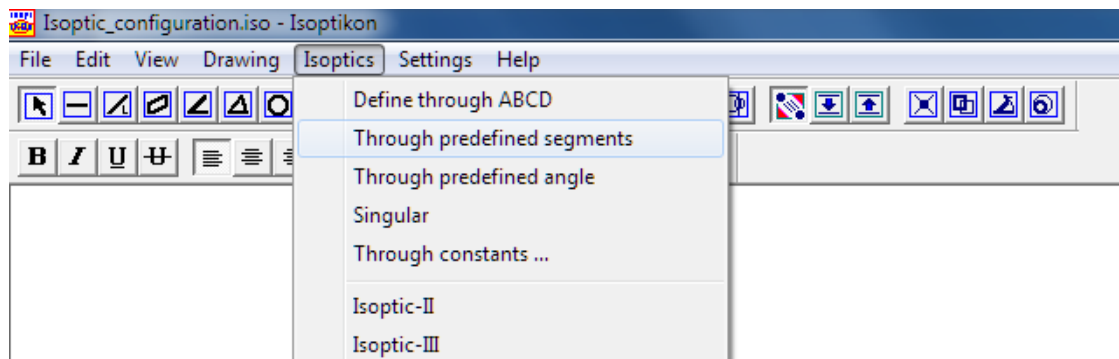 Isoptic_configuration.iso - Isoptikon
File Edit View Drawing Isoptics Settings Help
Define through ABCD
B I U U Through predefined segments
Through predefined angle
Singular
Through constants ...
Isoptic-II
Isoptic-III